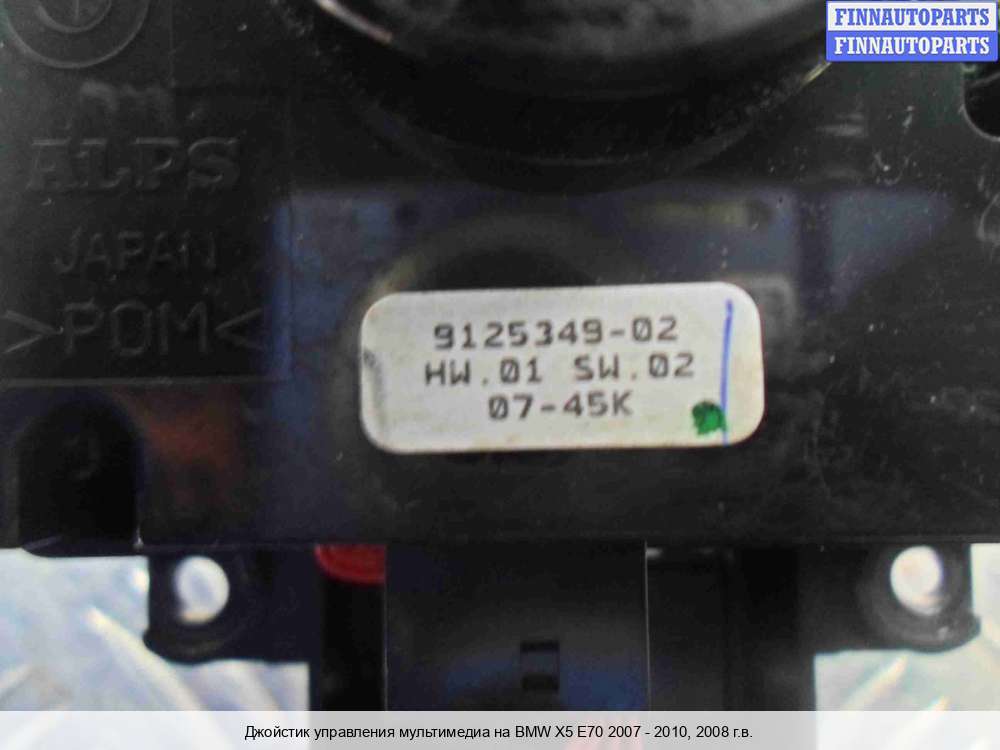 FINNAUTOPARTS
FINNAUTOPARTS
ALPS
JAPAN
>POM<
9125349-02
HW.01 SW.02
07-45K
Джойстик управления мультимедиа на BMW X5 E70 2007 - 2010, 2008 г.в.